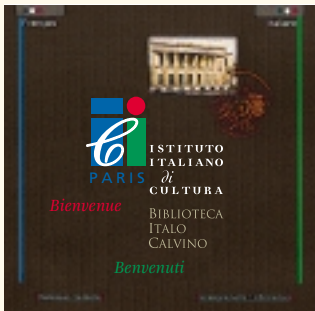 ISTITUTO
ITALIANO
di
CULTURA
PARIS
Bienvenue
BIBLIOTECA
ITALO
CALVINO
Benvenuti